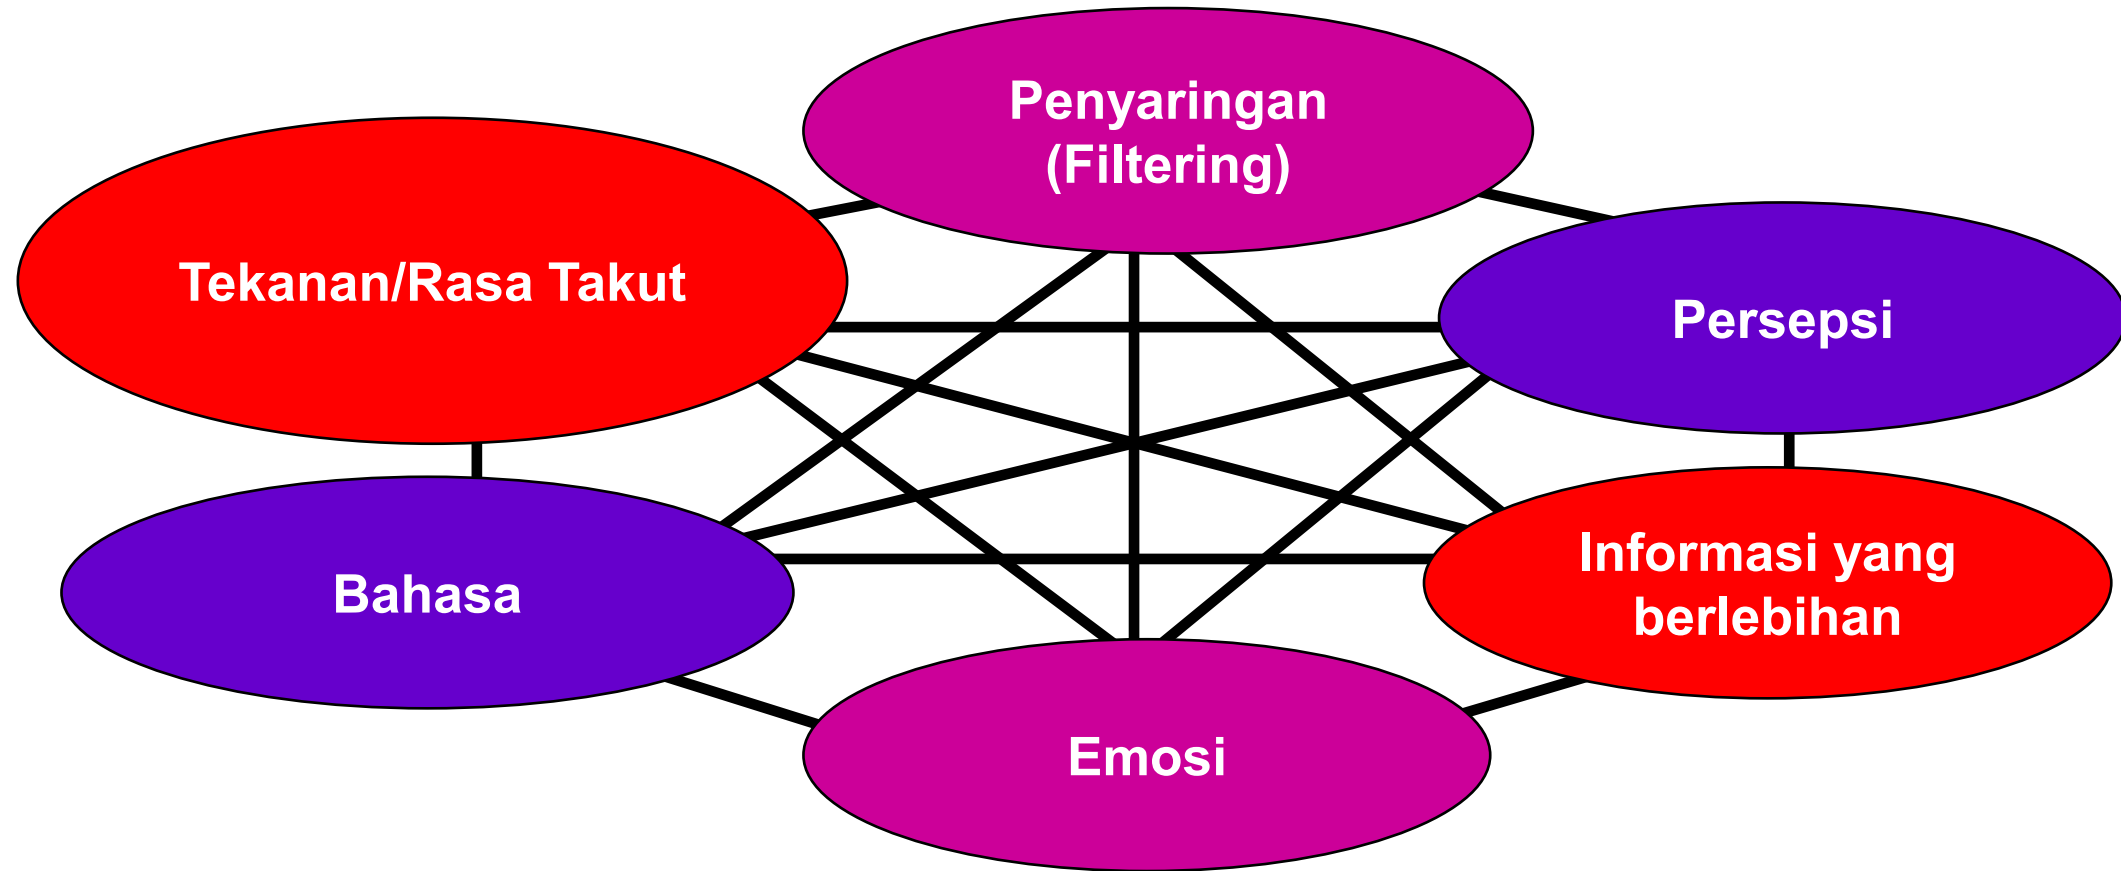 Penyaringan
(Filtering)
Tekanan/Rasa Takut
Persepsi
Informasi yang
berlebihan
Bahasa
Emosi